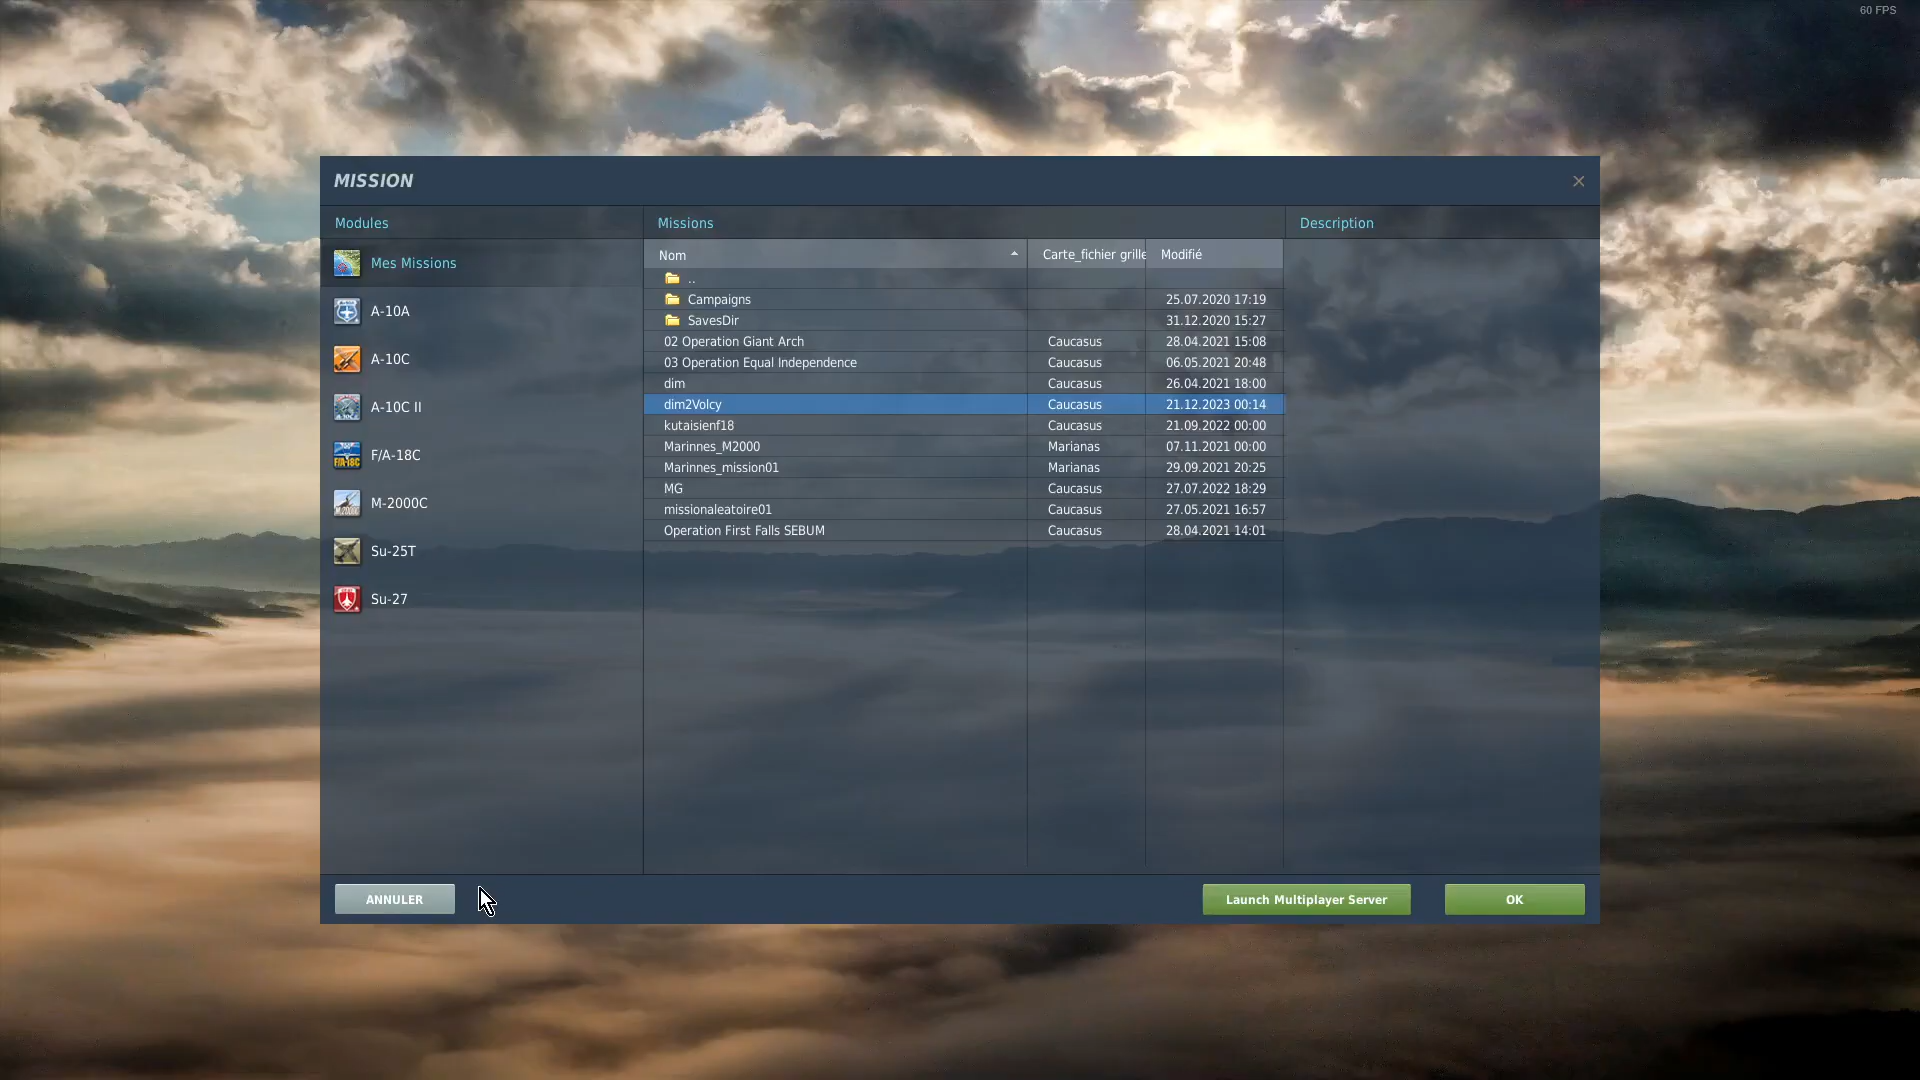 60 FPS
MISSION
Modules
Missions
Description
Mes Missions
A-10A
A-10C
A-10C II
F/A-18C
M-2000C
Su-25T
Su-27
Nom Carte_fichier grille Modifié
..
Campaigns 25.07.2020 17:19
SavesDir 31.12.2020 15:27
02 Operation Giant Arch Caucasus 28.04.2021 15:08
03 Operation Equal Independence Caucasus 06.05.2021 20:48
dim Caucasus 26.04.2021 18:00
dim2Volcy Caucasus 21.12.2023 00:14
kutaisienf18 Caucasus 21.09.2022 00:00
Marinnes_M2000 Marianas 07.11.2021 00:00
Marinnes_mission01 Marianas 29.09.2021 20:25
MG Caucasus 27.07.2022 18:29
missionaleatoire01 Caucasus 27.05.2021 16:57
Operation First Falls SEBUM Caucasus 28.04.2021 14:01
ANNULER
Launch Multiplayer Server
OK